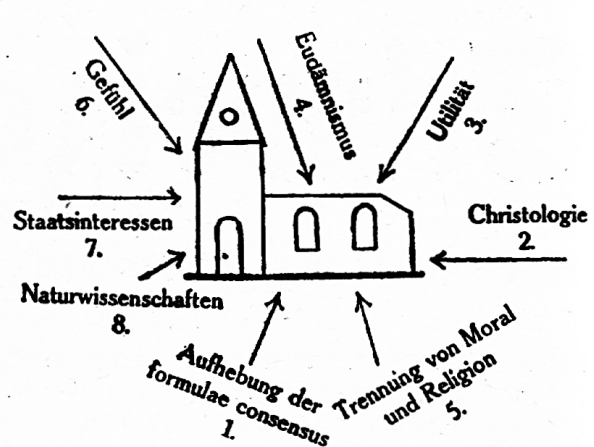 Gefühl
6.
Eudämnismus
4.
Utilität
3.
Staatsinteressen
7.
Christologie
2.
Naturwissenschaften
8.
Aufhebung der
formulae consensus
1.
Trennung von Moral
und Religion
5.